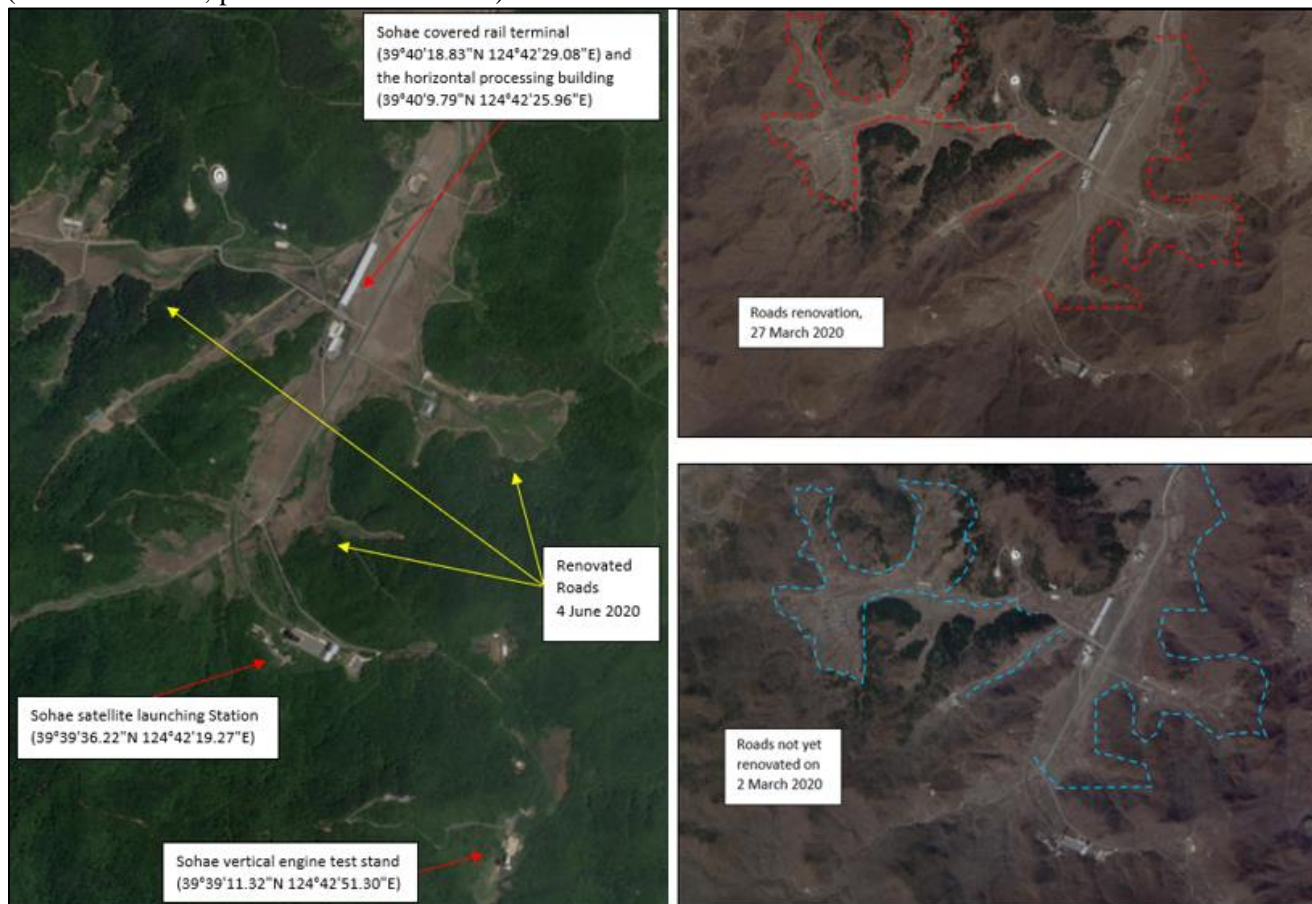 Sohae covered rail terminal
(39°40'18.83"N 124°42'29.08"E) and
the horizontal processing building
(39°40'9.79"N 124°42'25.96"E)
Renovated
Roads
4 June 2020
Sohae satellite launching Station
(39°39'36.22"N 124°42'19.27"E)
Sohae vertical engine test stand
(39°39'11.32"N 124°42'51.30"E)
Roads renovation,
27 March 2020
Roads not yet
renovated on
2 March 2020